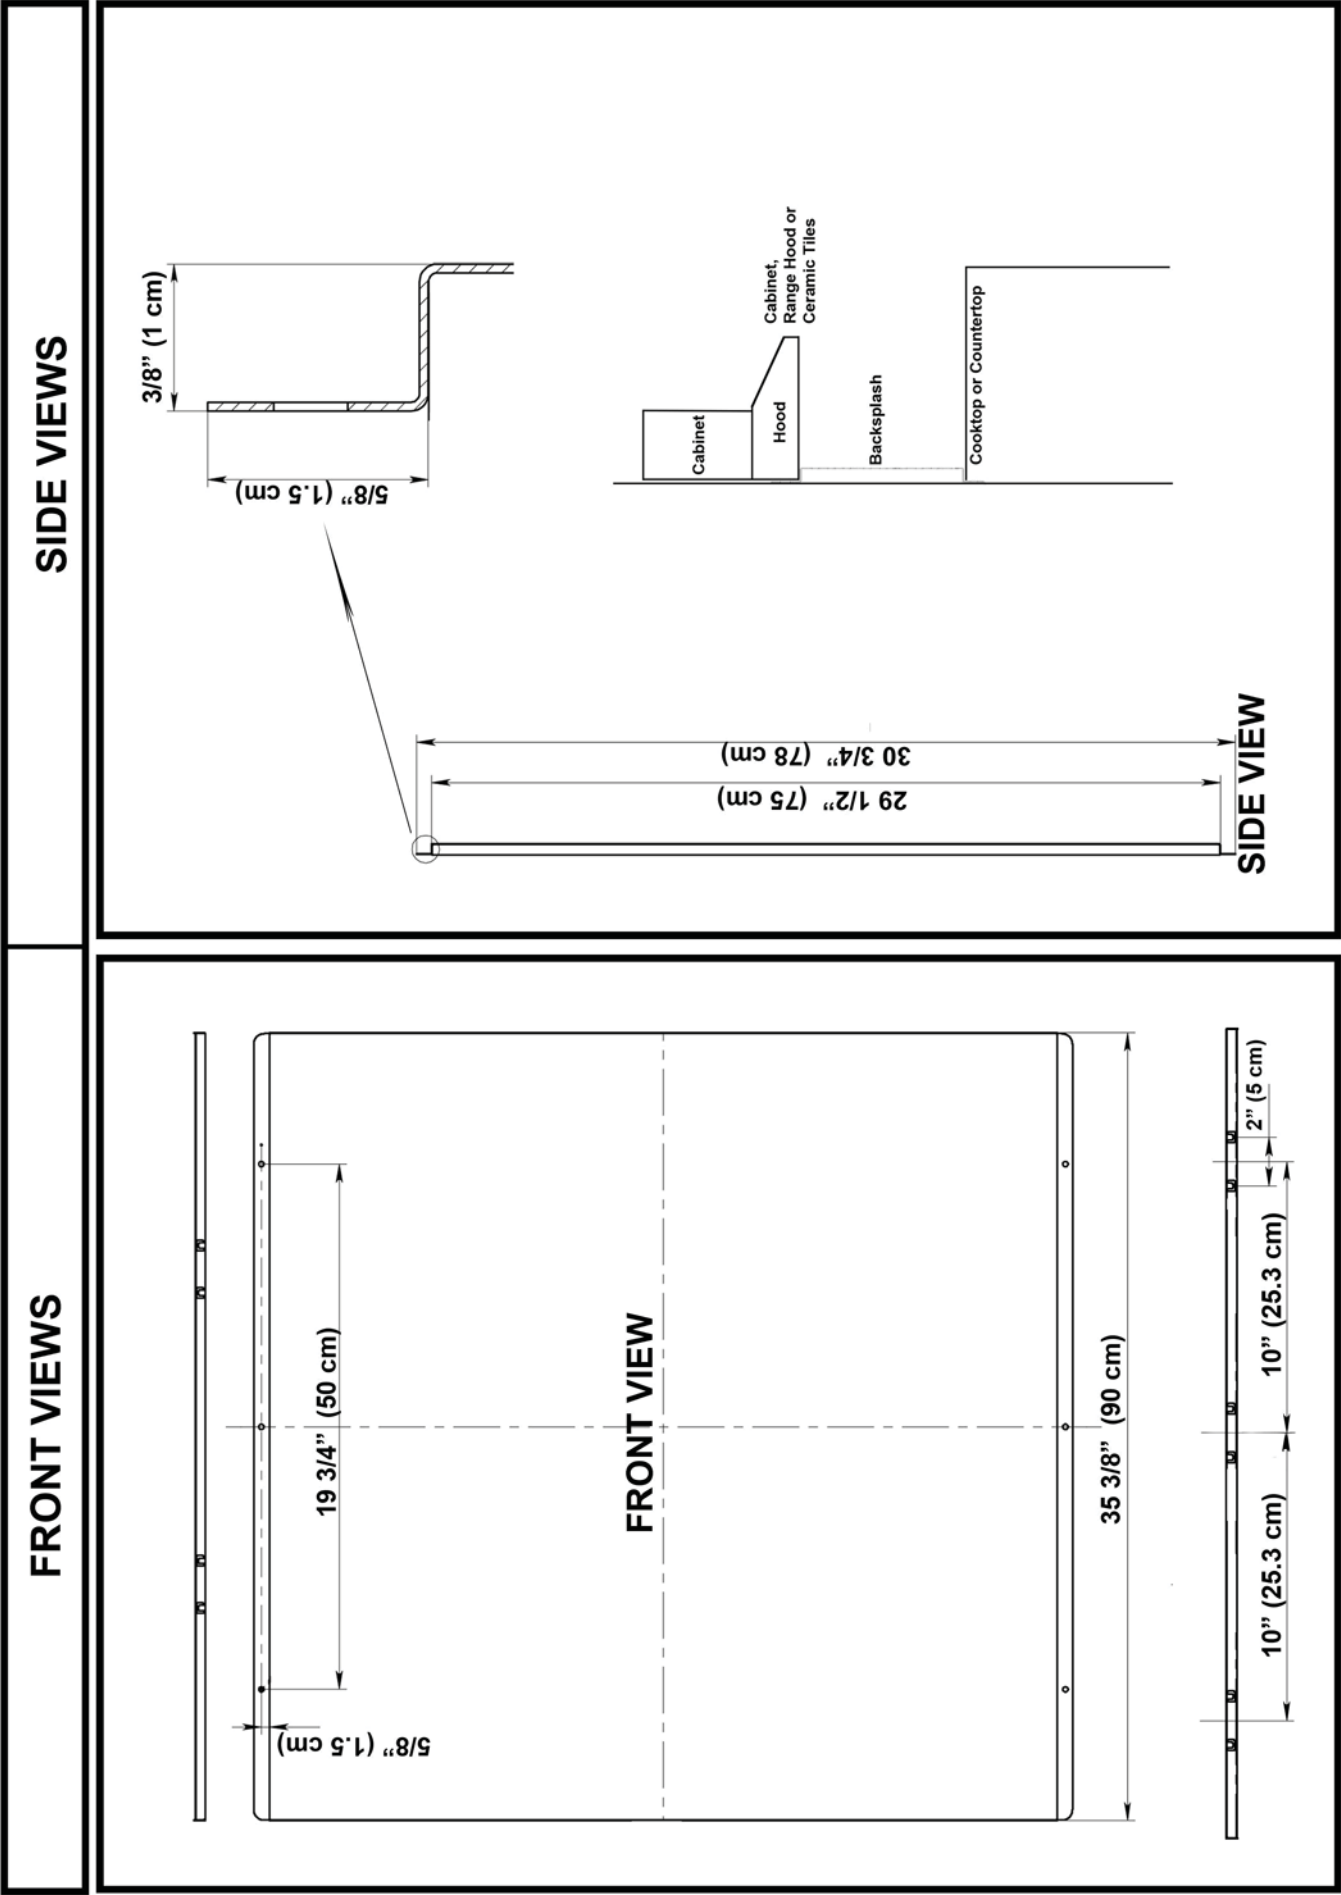 FRONT VIEWS
SIDE VIEWS
5/8” (1.5 cm)
19 3/4” (50 cm)
FRONT VIEW
35 3/8” (90 cm)
10” (25.3 cm)
10” (25.3 cm)
2” (5 cm)
3/8” (1 cm)
5/8” (1.5 cm)
30 3/4” (78 cm)
29 1/2” (75 cm)
SIDE VIEW
Cabinet
Hood
Cabinet,
Range Hood or
Ceramic Tiles
Backsplash
Cooktop or Countertop